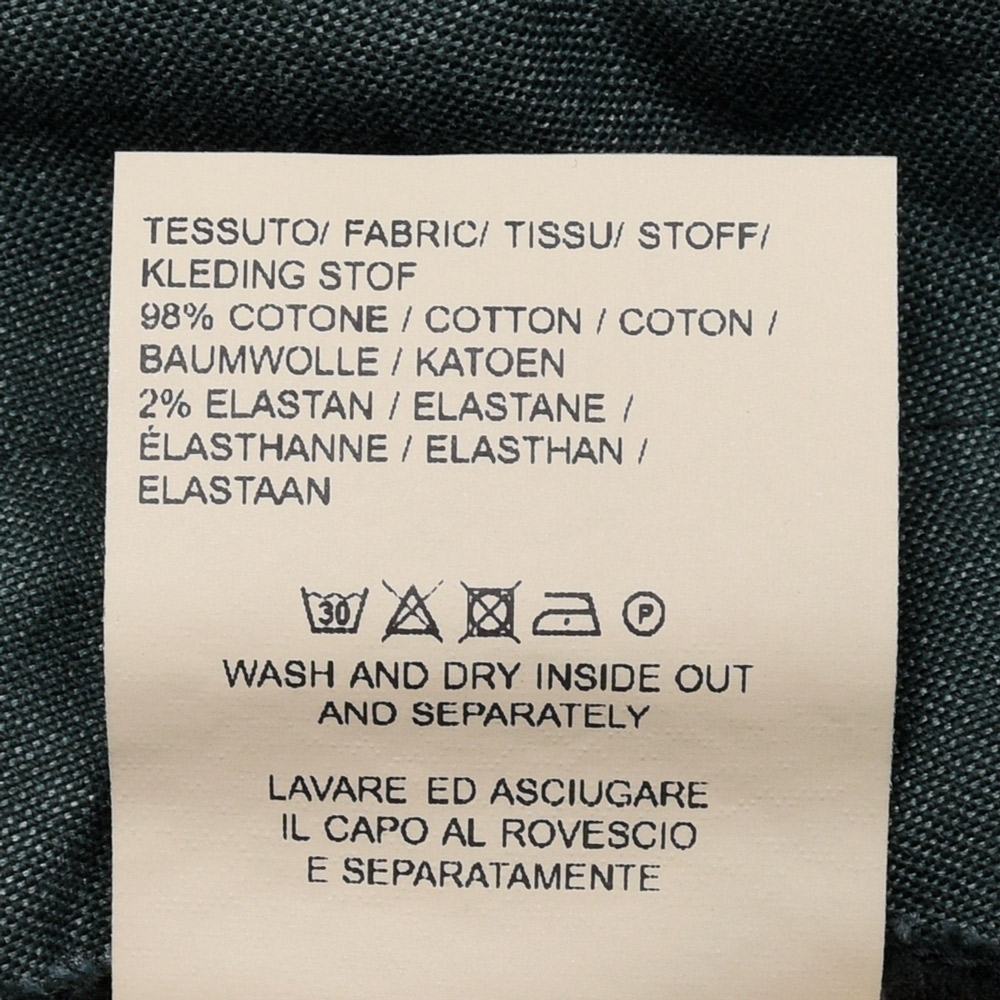 TESSUTO/ FABRIC/ TISSU/ STOFF/
KLEDING STOF
98% COTONE / COTTON / COTON /
BAUMWOLLE / KATOEN
2% ELASTAN / ELASTANE /
ÉLASTHANNE / ELASTHAN /
ELASTAAN
30 P
WASH AND DRY INSIDE OUT
AND SEPARATELY
LAVARE ED ASCIUGARE
IL CAPO AL ROVESCIO
E SEPARATAMENTE